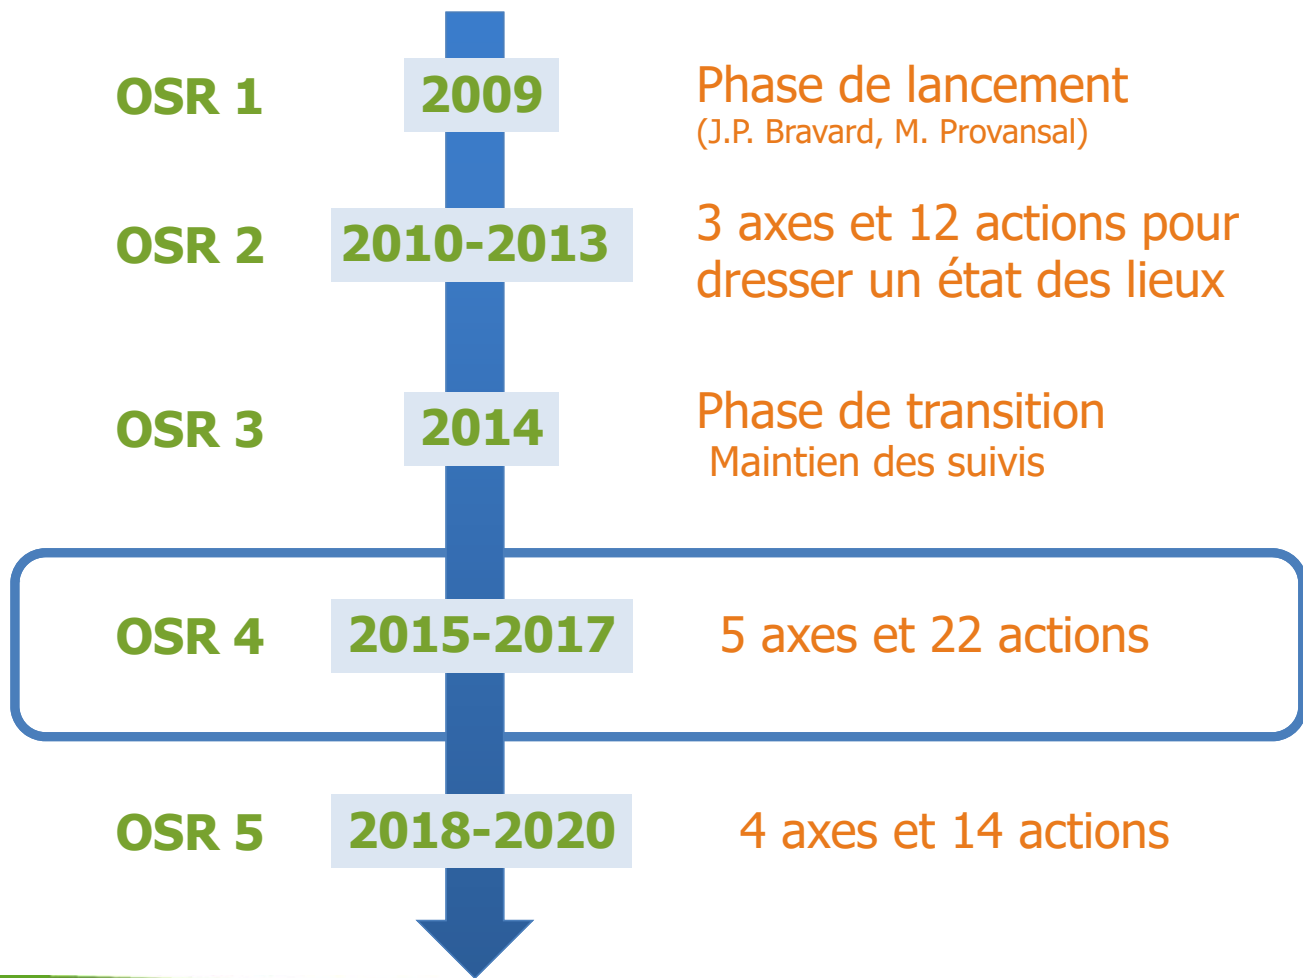 OSR 1
2009
Phase de lancement
(J.P. Bravard, M. Provansal)
OSR 2
2010-2013
3 axes et 12 actions pour
dresser un état des lieux
OSR 3
2014
Phase de transition
Maintien des suivis
OSR 4
2015-2017
5 axes et 22 actions
OSR 5
2018-2020
4 axes et 14 actions